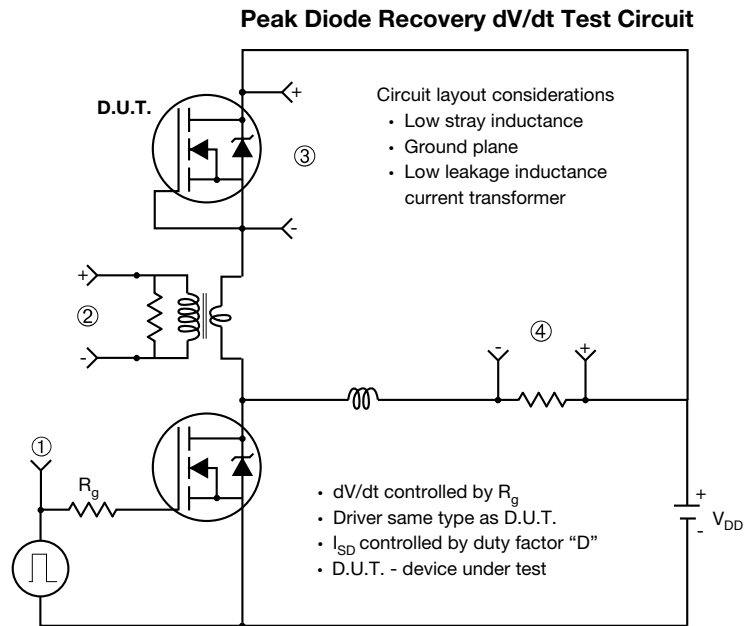 Peak Diode Recovery dV/dt Test Circuit
D.U.T.
+
③
-
Circuit layout considerations
• Low stray inductance
• Ground plane
• Low leakage inductance
current transformer
+
②
-
-
④
+
①
Rg
• dV/dt controlled by Rg
• Driver same type as D.U.T.
• ISD controlled by duty factor “D”
• D.U.T. - device under test
+
VDD
-